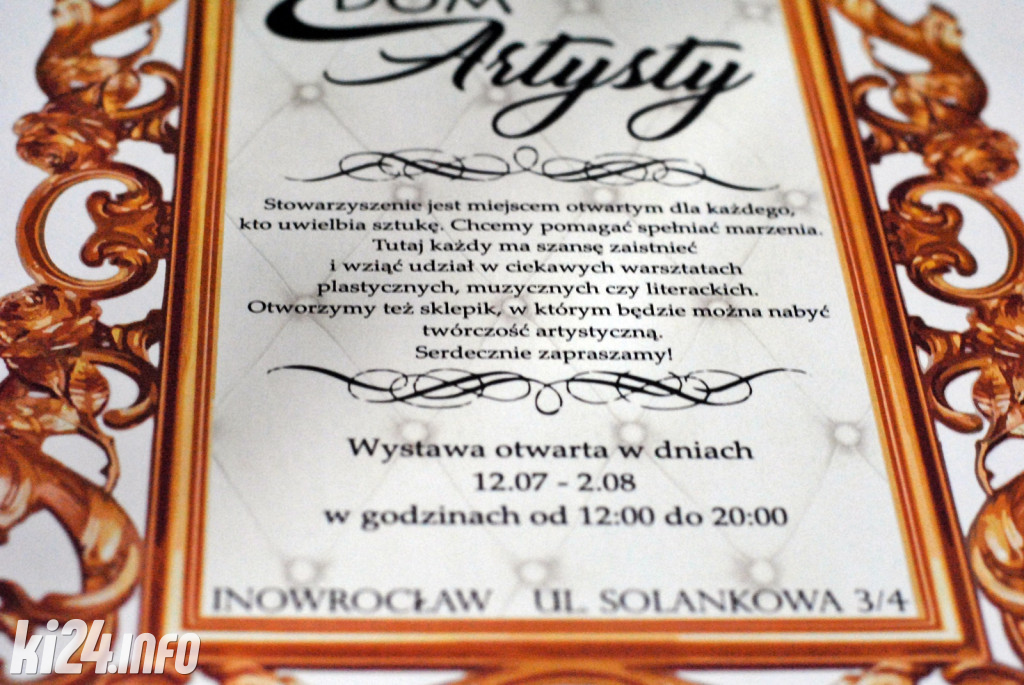 DOM
Artysty
Stowarzyszenie jest miejscem otwartym dla każdego,
kto uwielbia sztukę. Chcemy pomagać spełniać marzenia.
Tutaj każdy ma szansę zaistnieć
i wziąć udział w ciekawych warsztatach
plastycznych, muzycznych czy literackich.
Otworzymy też sklepik, w którym będzie można nabyć
twórczość artystyczną.
Serdecznie zapraszamy!
Wystawa otwarta w dniach
12.07 - 2.08
w godzinach od 12:00 do 20:00
INOWROCŁAW UL. SOLANKOWA 3/4
ki24.INFO